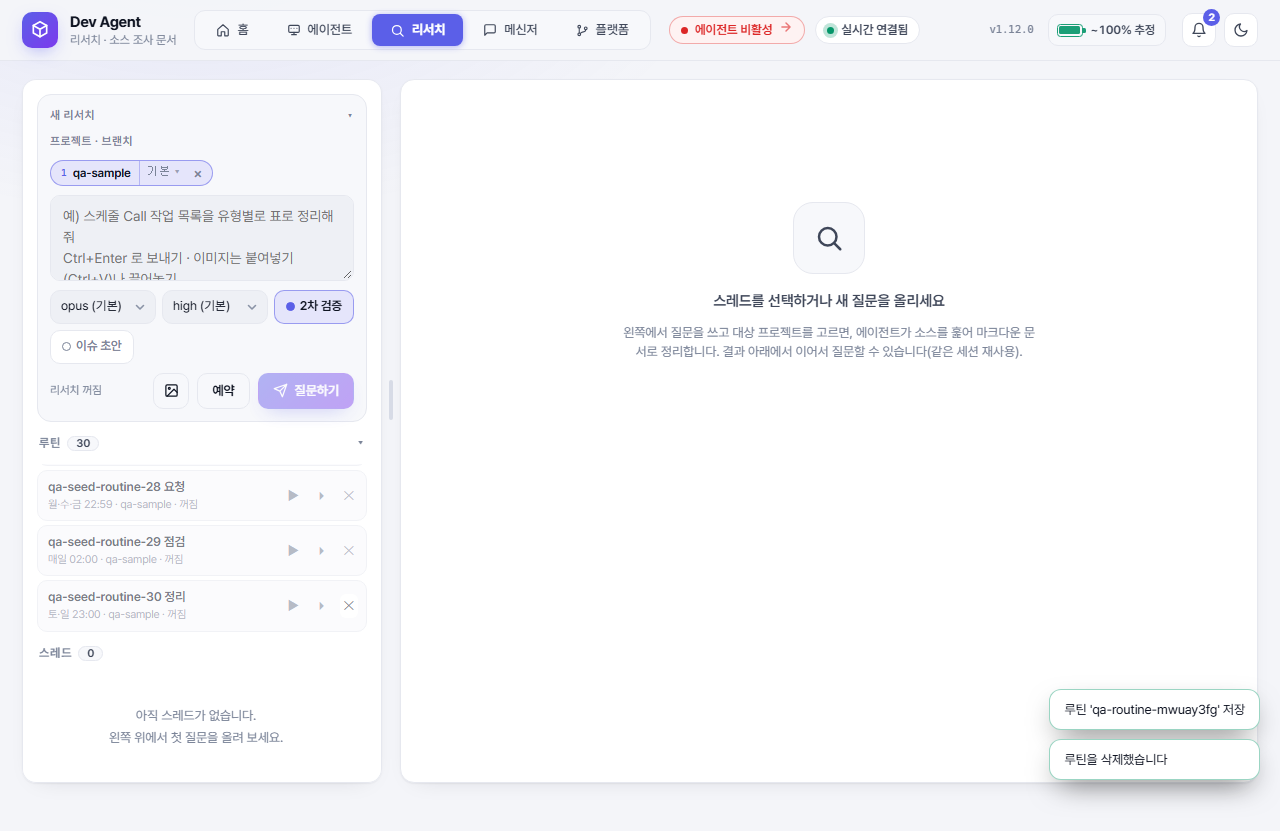 Dev Agent
리서치 · 소스 조사 문서
홈
에이전트
리서치
메신저
플랫폼
에이전트 비활성 →
실시간 연결됨
v1.12.0
~100% 추정
2
새 리서치
프로젝트 · 브랜치
1 qa-sample 기본 ×
예) 스케줄 Call 작업 목록을 유형별로 표로 정리해
줘
Ctrl+Enter 로 보내기 · 이미지는 붙여넣기
(Ctrl+V)나 끌어놓기
opus (기본)
high (기본)
2차 검증
이슈 초안
리서치 꺼짐
예약
질문하기
루틴 30
qa-seed-routine-28 요청
월·수·금 22:59 · qa-sample · 꺼짐
qa-seed-routine-29 점검
매일 02:00 · qa-sample · 꺼짐
qa-seed-routine-30 정리
토·일 23:00 · qa-sample · 꺼짐
스레드 0
아직 스레드가 없습니다.
왼쪽 위에서 첫 질문을 올려 보세요.
스레드를 선택하거나 새 질문을 올리세요
왼쪽에서 질문을 쓰고 대상 프로젝트를 고르면, 에이전트가 소스를 훑어 마크다운 문
서로 정리합니다. 결과 아래에서 이어서 질문할 수 있습니다(같은 세션 재사용).
루틴 'qa-routine-mwuay3fg' 저장
루틴을 삭제했습니다